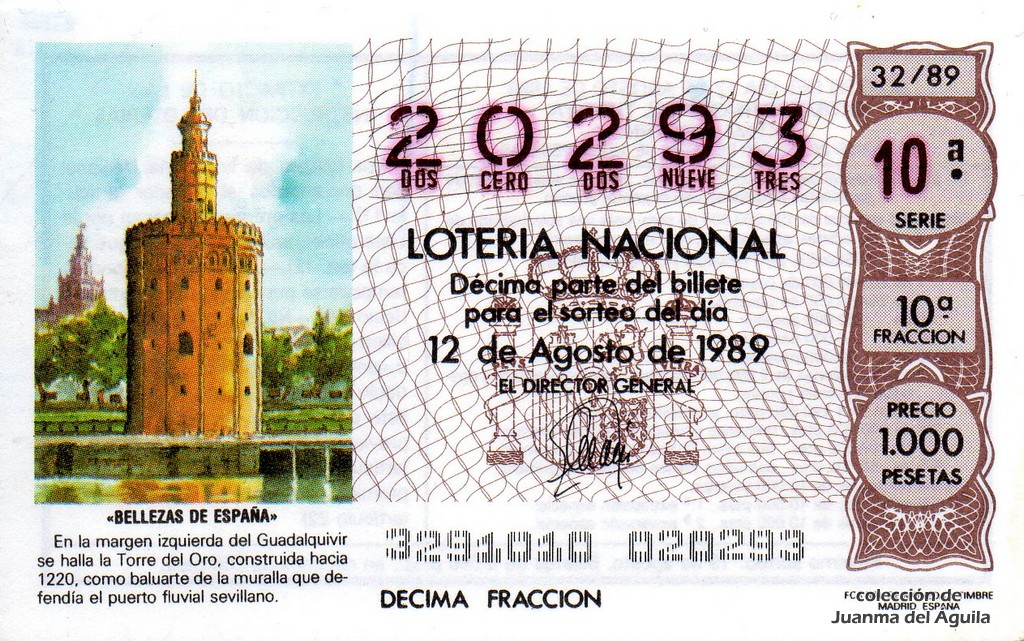 32/89
20293
DOS CERO DOS NUEVE TRES
10ª
SERIE
LOTERIA NACIONAL
Décima parte del billete
para el sorteo del día
12 de Agosto de 1989
EL DIRECTOR GENERAL
10ª
FRACCION
PRECIO
1.000
PESETAS
«BELLEZAS DE ESPAÑA»
En la margen izquierda del Guadalquivir
se halla la Torre del Oro, construida hacia
1220, como baluarte de la muralla que de-
fendía el puerto fluvial sevillano.
3291010 020293
DECIMA FRACCION
MADRID ESPAÑA
colección de
Juanma del Aguila